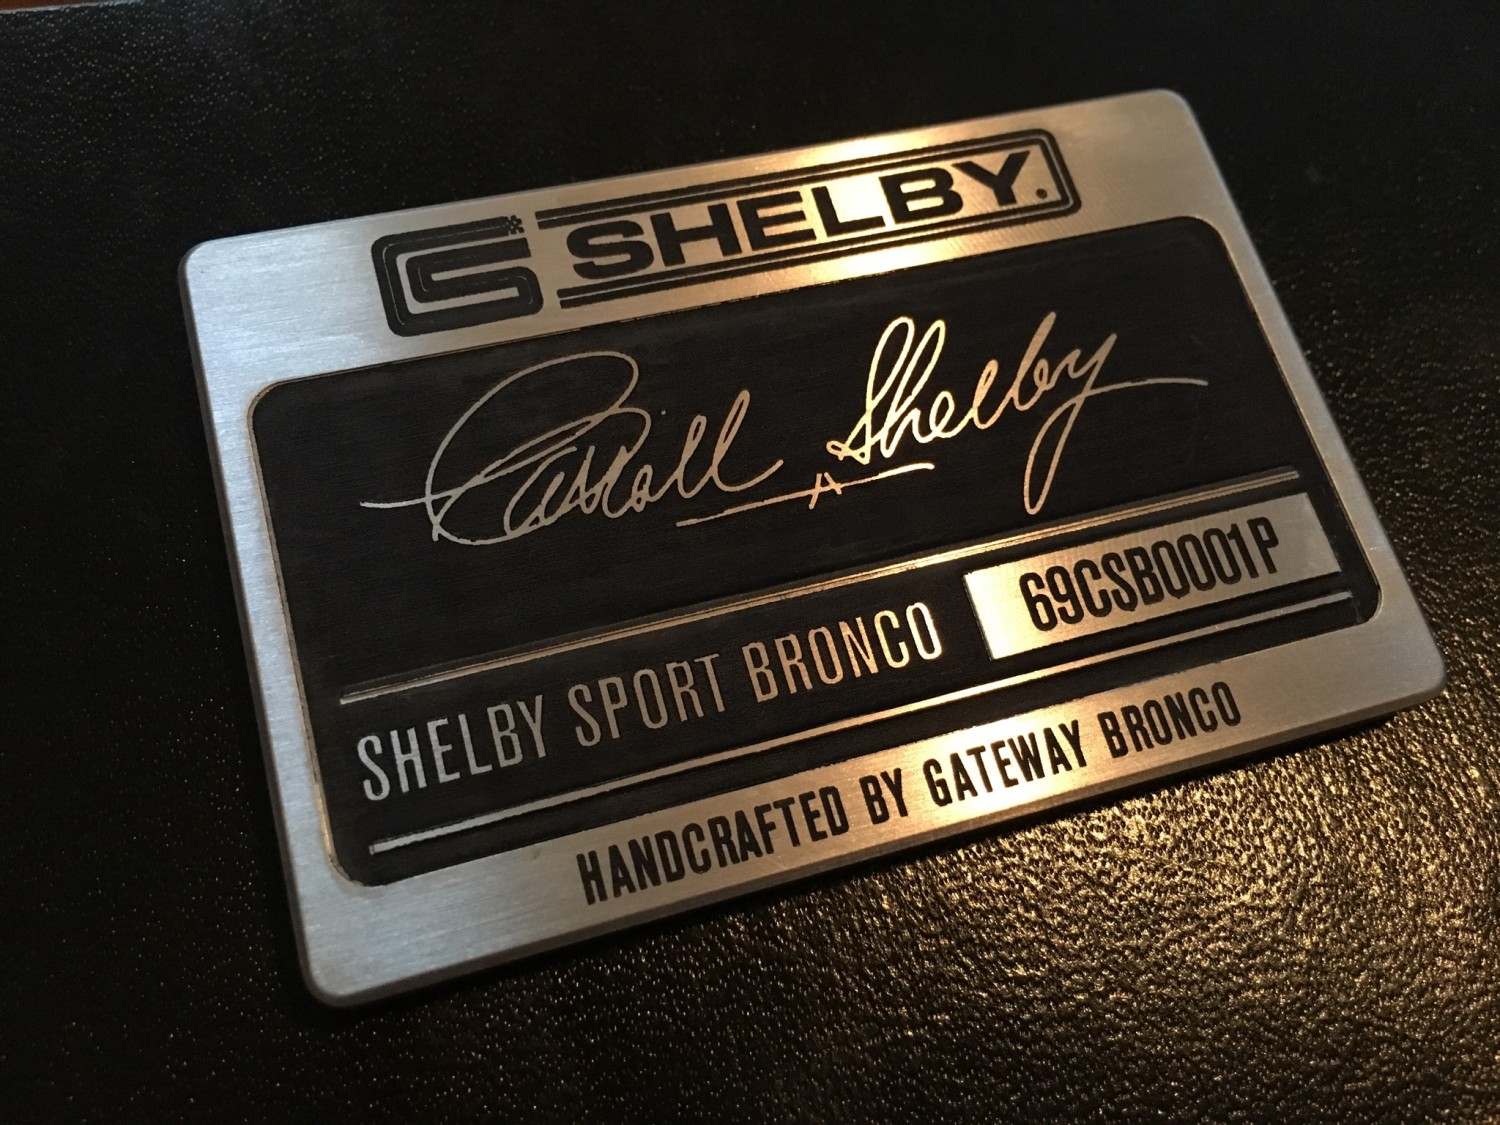 SHELBY.
Carroll Shelby
SHELBY SPORT BRONCO 69CSB0001P
HANDCRAFTED BY GATEWAY BRONCO